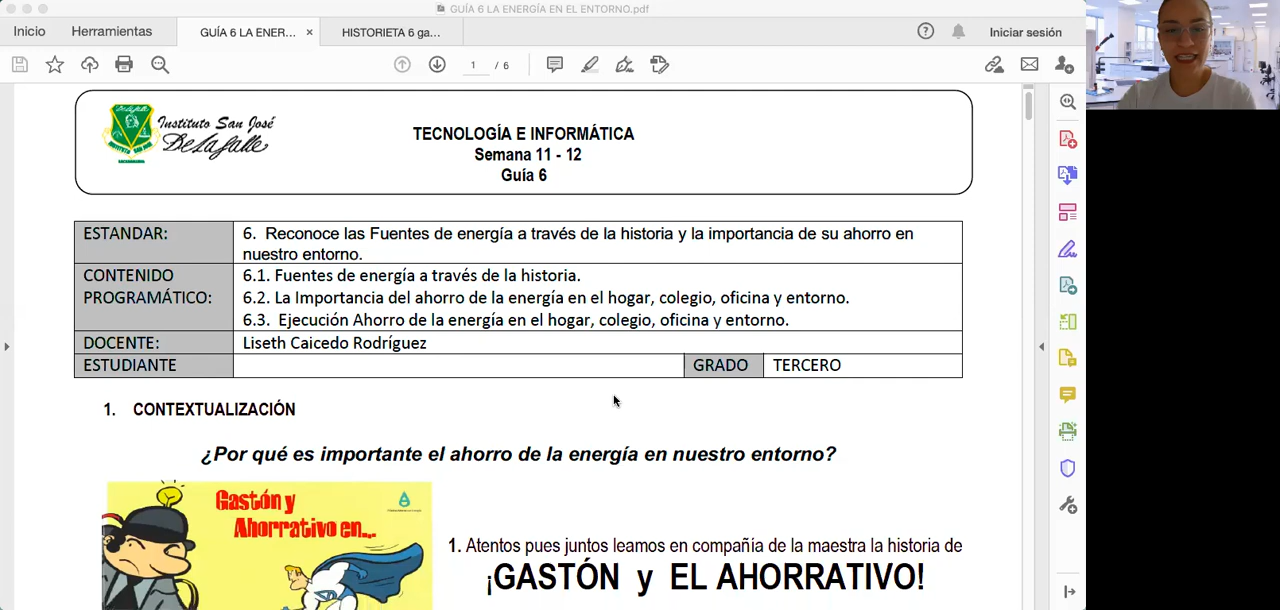 GUÍA 6 LA ENERGÍA EN EL ENTORNO.pdf
Inicio
Herramientas
GUÍA 6 LA ENER...
×
HISTORIETA 6 ga...
Iniciar sesión
1 / 6
Instituto San José
De La Salle
TECNOLOGÍA E INFORMÁTICA
Semana 11 - 12
Guía 6
ESTANDAR:
6. Reconoce las Fuentes de energía a través de la historia y la importancia de su ahorro en
nuestro entorno.
CONTENIDO
PROGRAMÁTICO:
6.1. Fuentes de energía a través de la historia.
6.2. La Importancia del ahorro de la energía en el hogar, colegio, oficina y entorno.
6.3. Ejecución Ahorro de la energía en el hogar, colegio, oficina y entorno.
DOCENTE:
Liseth Caicedo Rodríguez
ESTUDIANTE
GRADO
TERCERO
1. CONTEXTUALIZACIÓN
¿Por qué es importante el ahorro de la energía en nuestro entorno?
Gastón y
Ahorrativo en...
1. Atentos pues juntos leamos en compañía de la maestra la historia de
¡GASTÓN y EL AHORRATIVO!